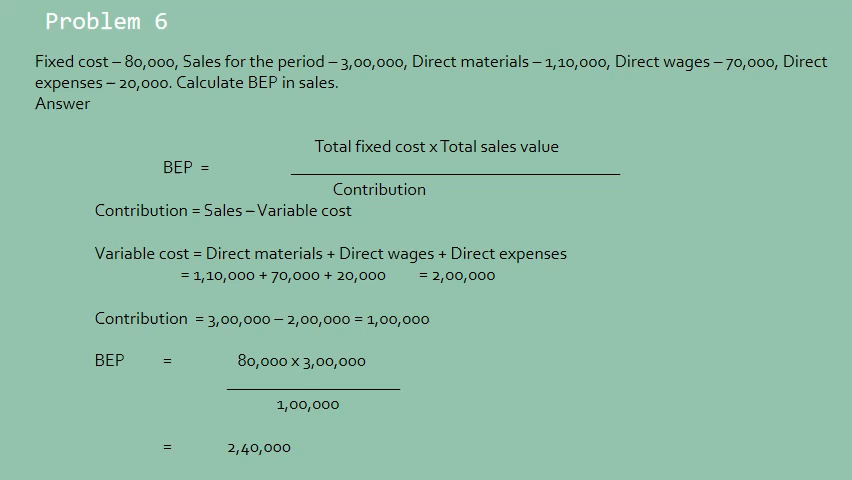 Problem 6
Fixed cost – 80,000, Sales for the period – 3,00,000, Direct materials – 1,10,000, Direct wages – 70,000, Direct
expenses – 20,000. Calculate BEP in sales.
Answer
Total fixed cost x Total sales value
BEP =
Contribution
Contribution = Sales – Variable cost
Variable cost = Direct materials + Direct wages + Direct expenses
= 1,10,000 + 70,000 + 20,000 = 2,00,000
Contribution = 3,00,000 – 2,00,000 = 1,00,000
BEP = 80,000 x 3,00,000
1,00,000
= 2,40,000